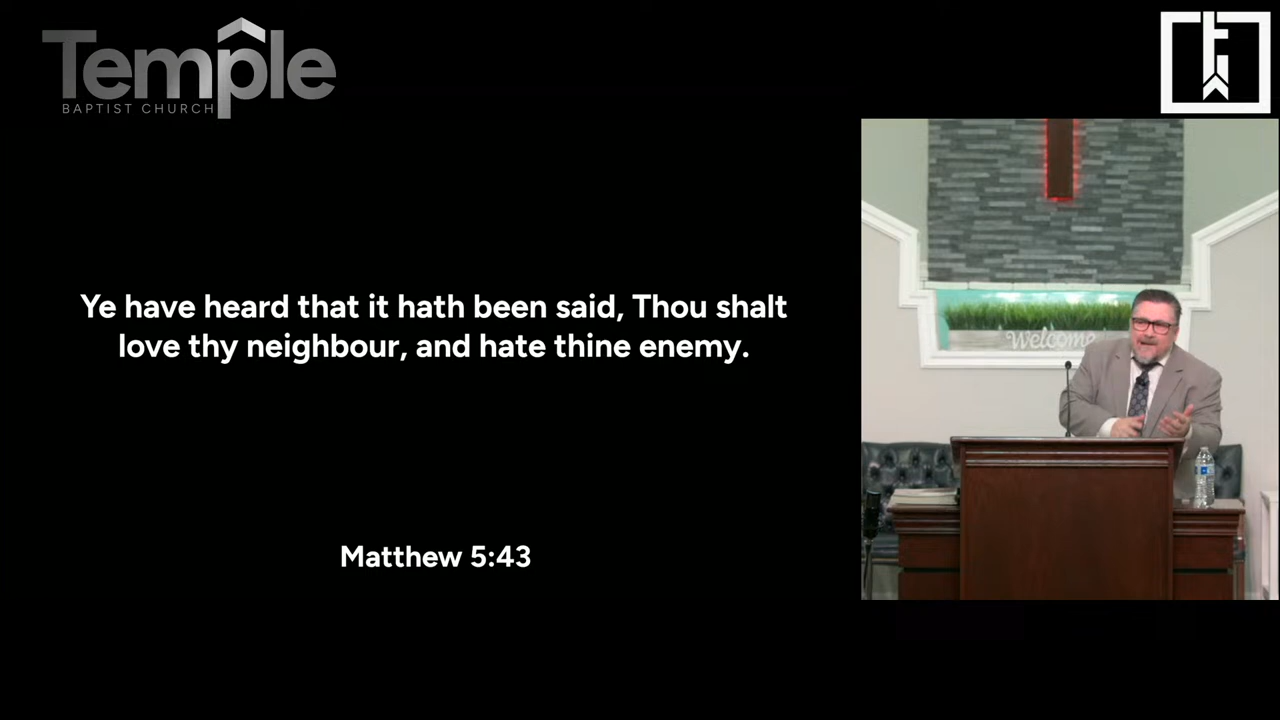 Temple
BAPTIST CHURCH
Ye have heard that it hath been said, Thou shalt
love thy neighbour, and hate thine enemy.
Welcome
Matthew 5:43